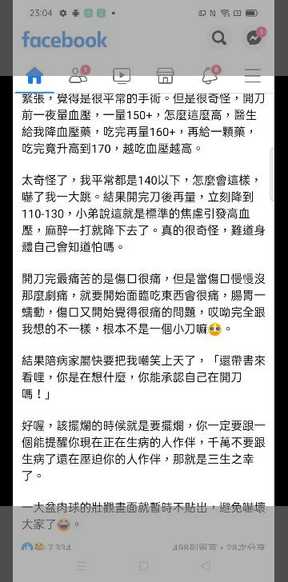 23:04
facebook
緊張，覺得是很平常的手術。但是很奇怪，開刀
前一夜量血壓，一量150+，怎麼這麼高，醫生
給我降血壓藥，吃完再量160+，再給一顆藥，
吃完竟升高到170，越吃血壓越高。
太奇怪了，我平常都是140以下，怎麼會這樣，
嚇了我一大跳。結果開完刀後再量，立刻降到
110-130，小弟說這就是標準的焦慮引發高血
壓，麻醉一打就降下去了。真的很奇怪，難道身
體自己會知道怕嗎。
開刀完最痛苦的是傷口很痛，但是當傷口慢慢沒
那麼劇痛，就要開始面臨吃東西會很痛，腸胃一
蠕動，傷口又開始覺得很痛的問題，哎呦完全跟
我想的不一樣，根本不是一個小刀嘛🥺。
結果陪病家屬快要把我嘲笑上天了，「還帶書來
看哩，你是在想什麼，你能承認自己在開刀
嗎！」
好喔，該擺爛的時候就是要擺爛，你一定要跟一
個能提醒你現在正在生病的人作伴，千萬不要跟
生病了還在壓迫你的人作伴，那就是三生之幸
了。
一大盆肉球的壯觀畫面就暫時不貼出，避免嚇壞
大家了😂。
498則留言・28次分享